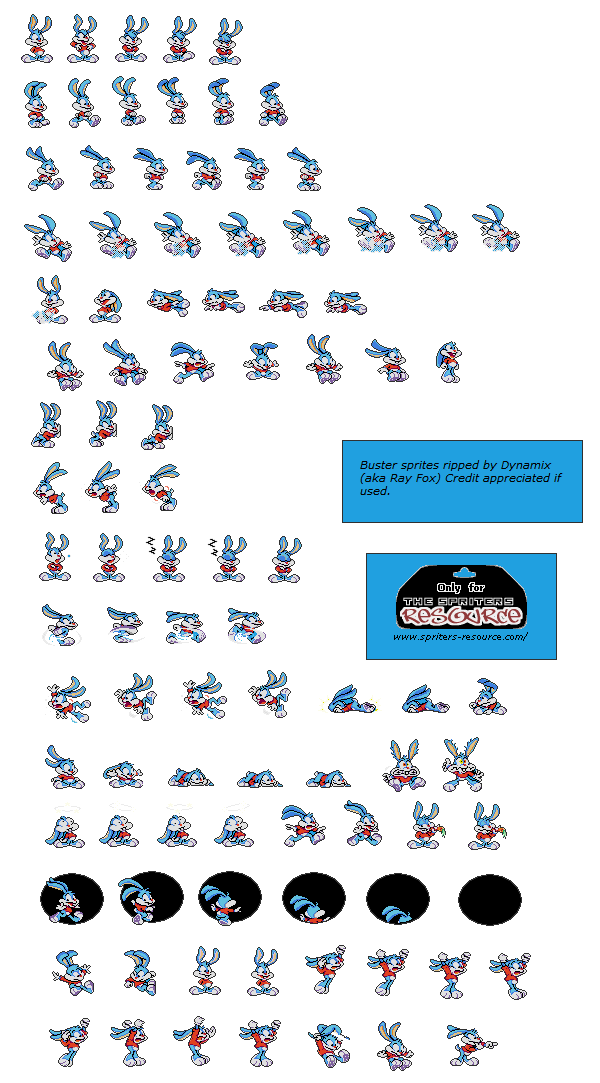 Buster sprites ripped by Dynamix
(aka Ray Fox) Credit appreciated if
used.
Only for
THE SPRITERS
RESOURCE
www.spriters-resource.com/